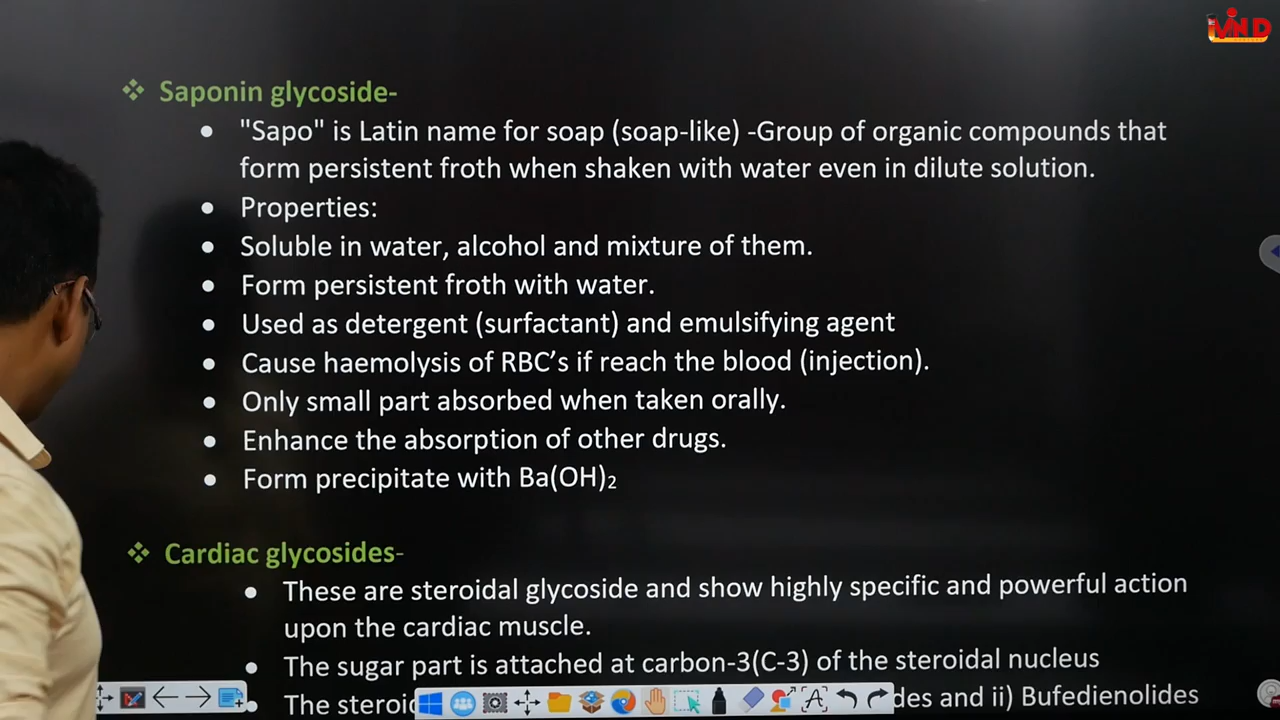 MND
❖ Saponin glycoside-
• "Sapo" is Latin name for soap (soap-like) -Group of organic compounds that
form persistent froth when shaken with water even in dilute solution.
• Properties:
• Soluble in water, alcohol and mixture of them.
• Form persistent froth with water.
• Used as detergent (surfactant) and emulsifying agent
• Cause haemolysis of RBC’s if reach the blood (injection).
• Only small part absorbed when taken orally.
• Enhance the absorption of other drugs.
• Form precipitate with Ba(OH)₂
❖ Cardiac glycosides-
• These are steroidal glycoside and show highly specific and powerful action
upon the cardiac muscle.
• The sugar part is attached at carbon-3(C-3) of the steroidal nucleus
• The steroi des and ii) Bufedienolides